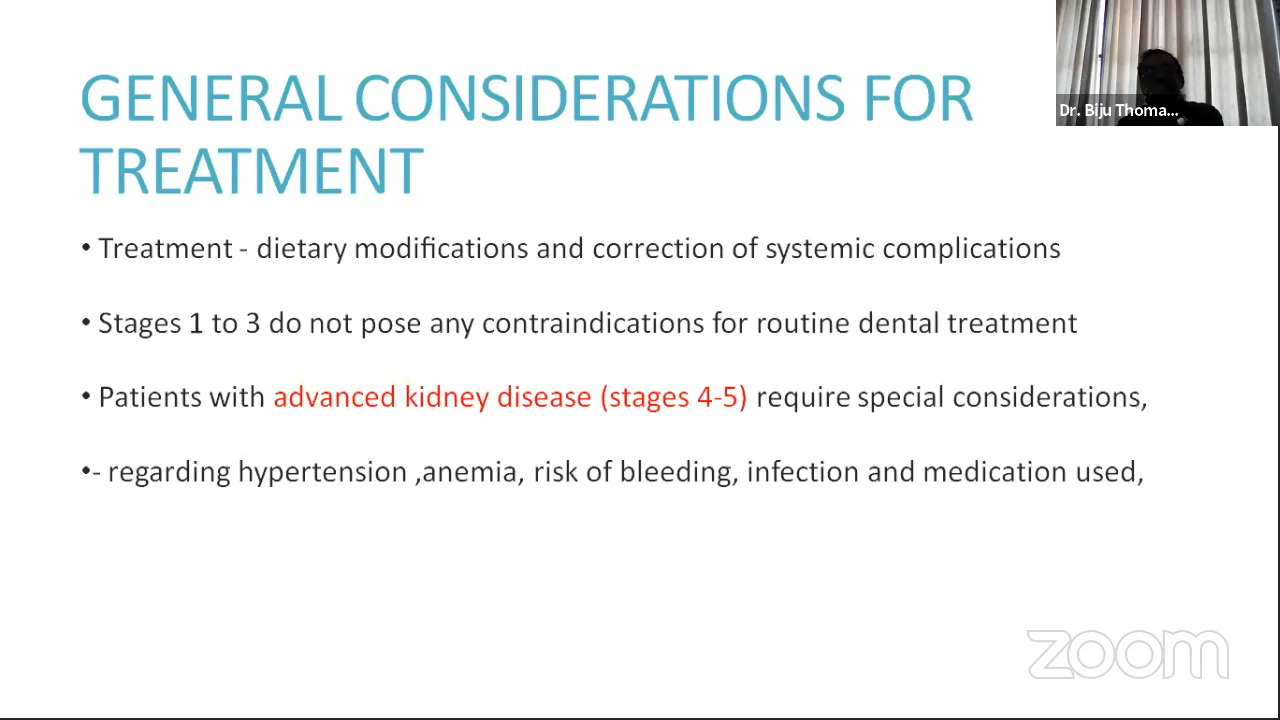 GENERAL CONSIDERATIONS FOR
TREATMENT
Dr. Biju Thoma...
• Treatment - dietary modifications and correction of systemic complications
• Stages 1 to 3 do not pose any contraindications for routine dental treatment
• Patients with advanced kidney disease (stages 4-5) require special considerations,
•- regarding hypertension ,anemia, risk of bleeding, infection and medication used,
zoom